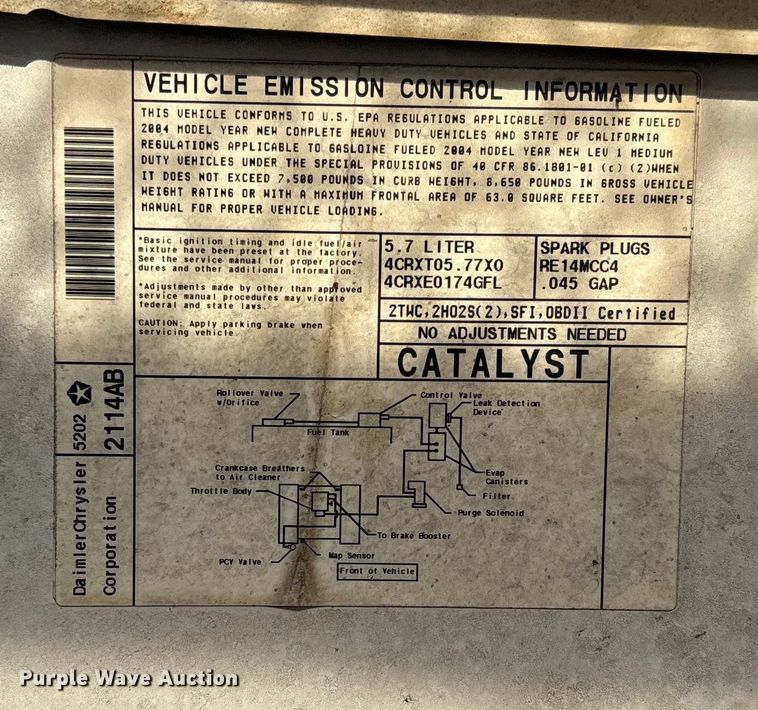 VEHICLE EMISSION CONTROL INFORMATION
THIS VEHICLE CONFORMS TO U.S. EPA REGULATIONS APPLICABLE TO GASOLINE FUELED
2004 MODEL YEAR NEW COMPLETE HEAVY DUTY VEHICLES AND STATE OF CALIFORNIA
REGULATIONS APPLICABLE TO GASLOINE FUELED 2004 MODEL YEAR NEW LEV 1 MEDIUM
DUTY VEHICLES UNDER THE SPECIAL PROVISIONS OF 40 CFR 86.1801-01 (c) (2)WHEN
IT DOES NOT EXCEED 7,500 POUNDS IN CURB WEIGHT, 8,650 POUNDS IN GROSS VEHICLE
WEIGHT RATING OR WITH A MAXIMUM FRONTAL AREA OF 63.0 SQUARE FEET. SEE OWNER'S
MANUAL FOR PROPER VEHICLE LOADING.
*Basic ignition timing and idle fuel/air
mixture have been preset at the factory.
See the service manual for proper proce-
dures and other additional information.
*Adjustments made by other than approved
service manual procedures may violate
federal and state laws.
CAUTION: Apply parking brake when
servicing vehicle.
5.7 LITER
4CRXT05.77X0
4CRXE0174GFL
SPARK PLUGS
RE14MCC4
.045 GAP
2TWC,2HO2S(2),SFI,OBDII Certified
NO ADJUSTMENTS NEEDED
CATALYST
Rollover Valve
w/Orifice
Control Valve
Leak Detection
Device
Fuel Tank
Crankcase Breathers
to Air Cleaner
Throttle Body
Evap
Canisters
Filter
Purge Solenoid
To Brake Booster
Map Sensor
PCV Valve
Front of Vehicle
DaimlerChrysler
Corporation
5202
2114AB
Purple Wave Auction